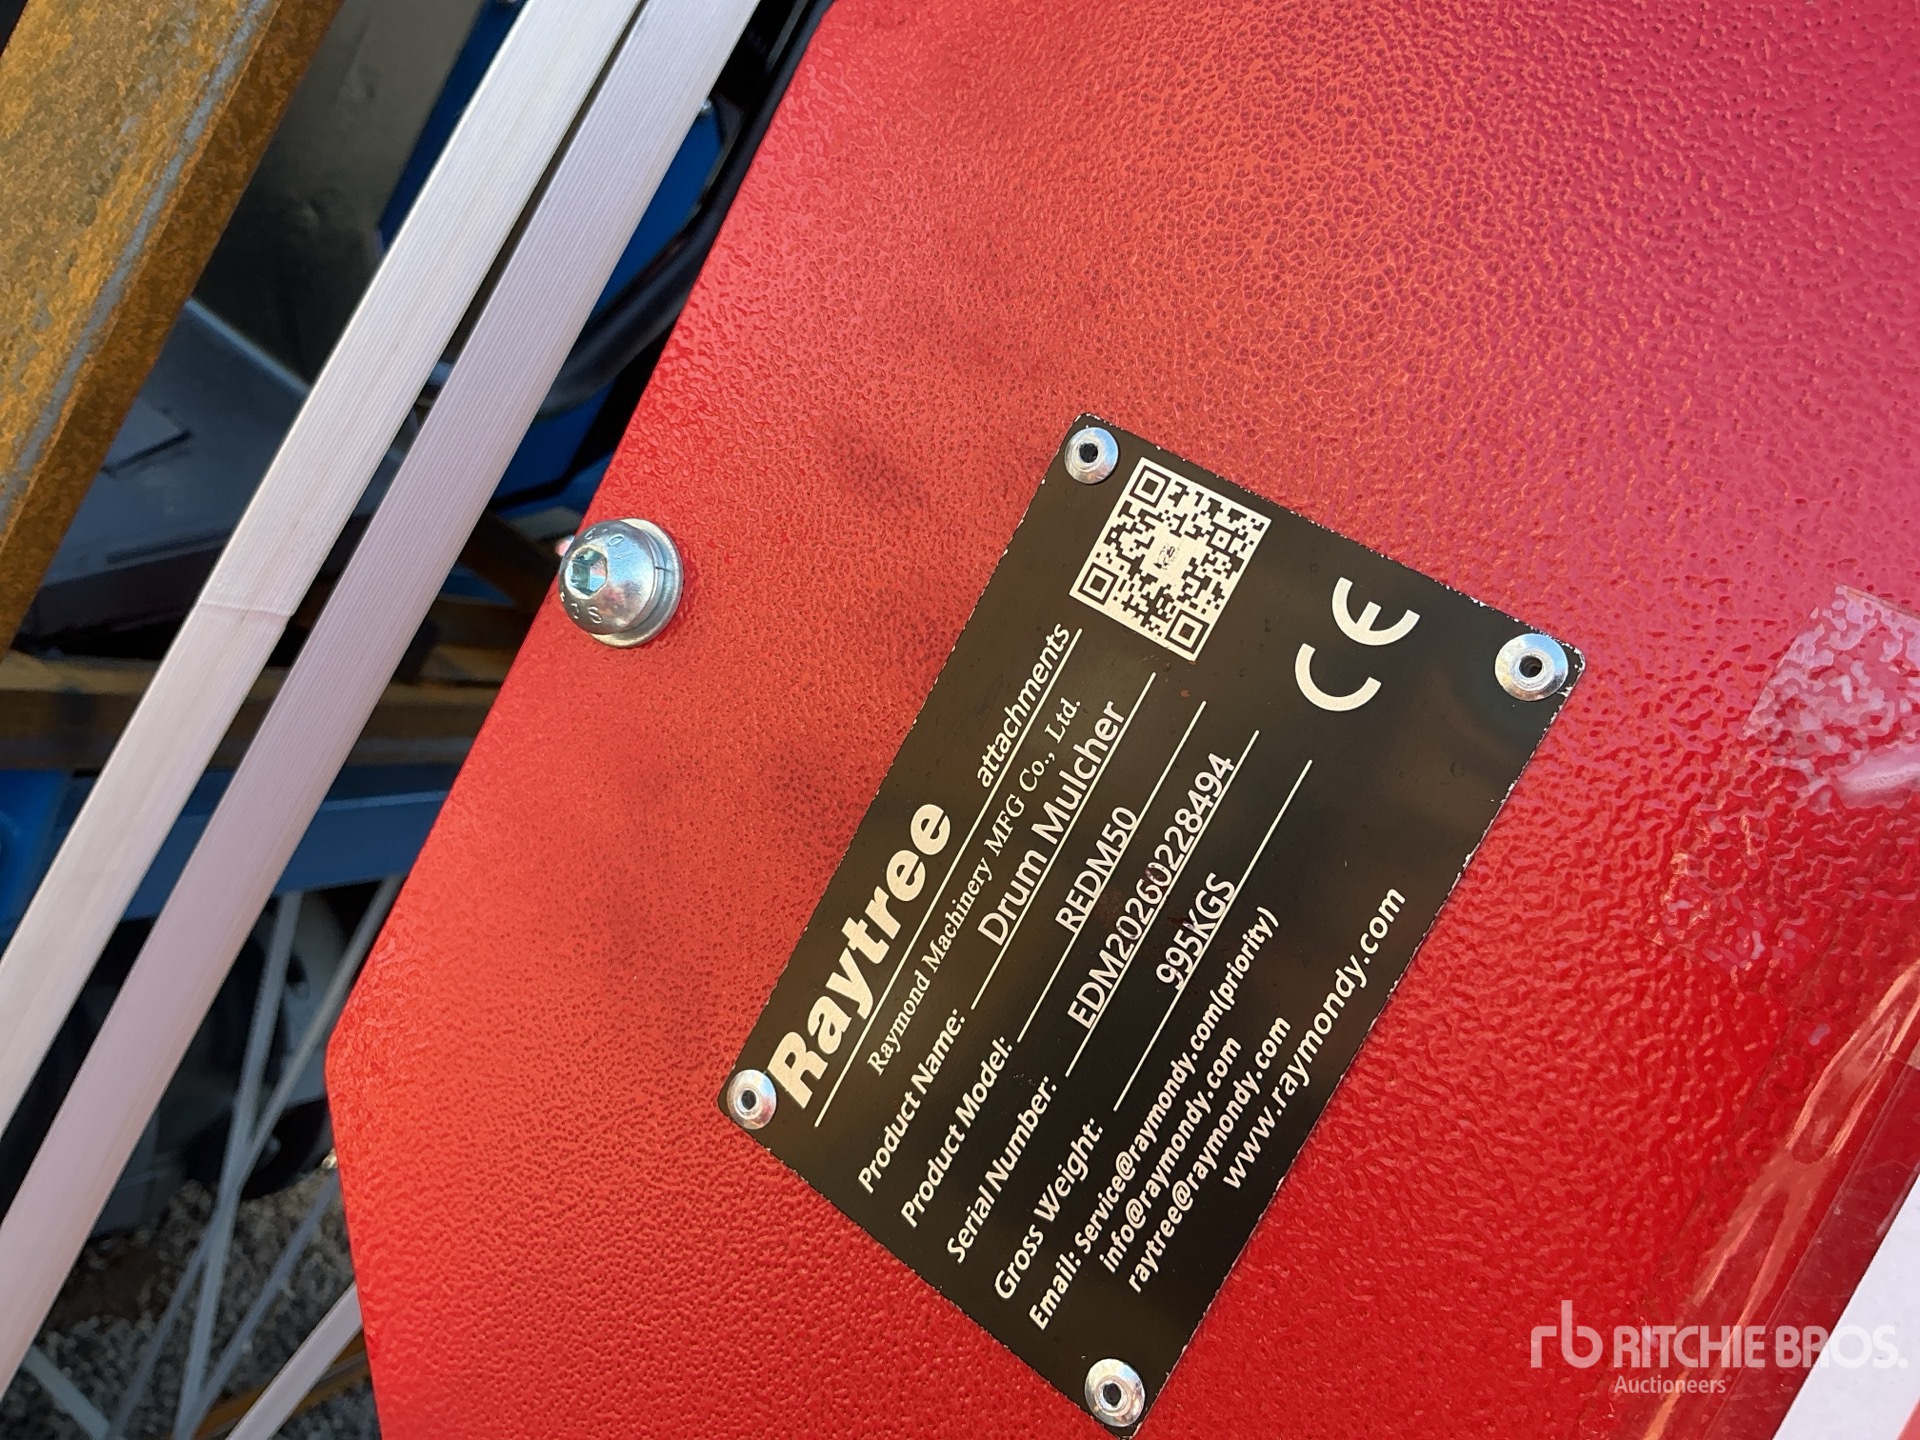 Raytree attachments
Raymond Machinery MFG Co., Ltd.
Product Name: Drum Mulcher
Product Model: REDM50
Serial Number: EDM20260228494
Gross Weight: 995KGS
Email: Service@raymondy.com(priority)
info@raymondy.com
raytree@raymondy.com
www.raymondy.com
CE
rb RITCHIE BROS.
Auctioneers